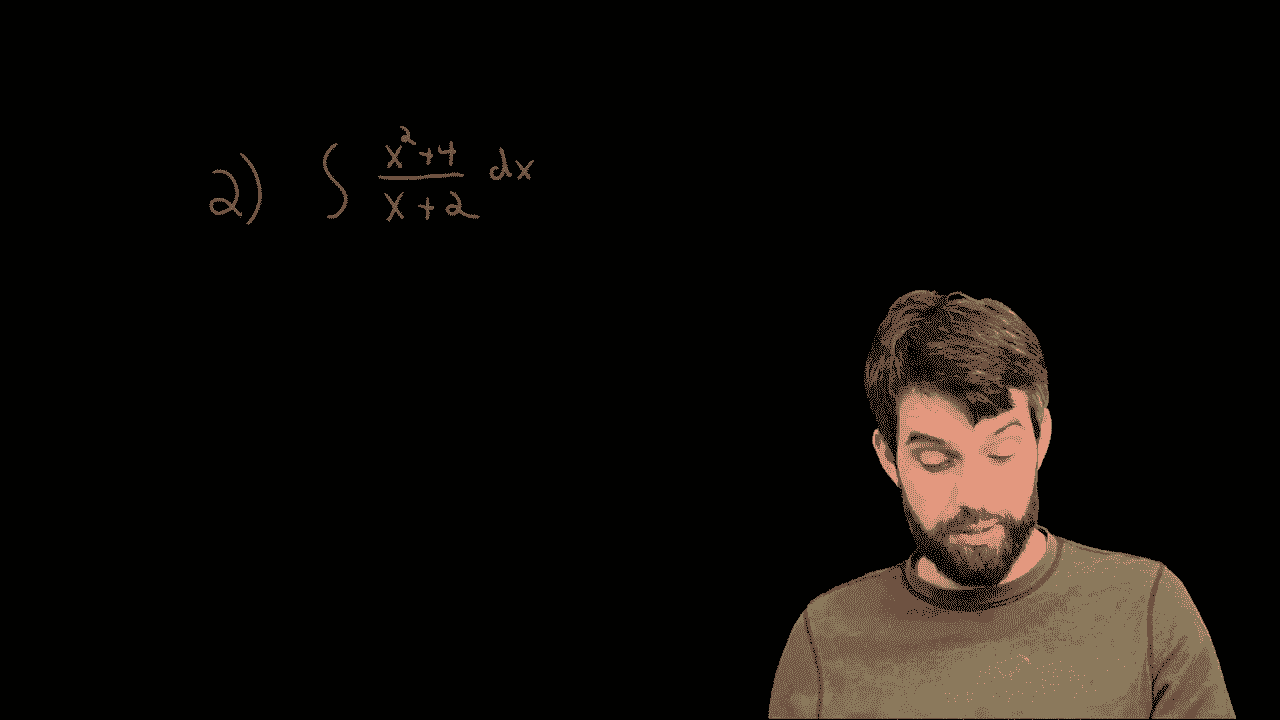 2) ∫ x²+4 / x+2 dx